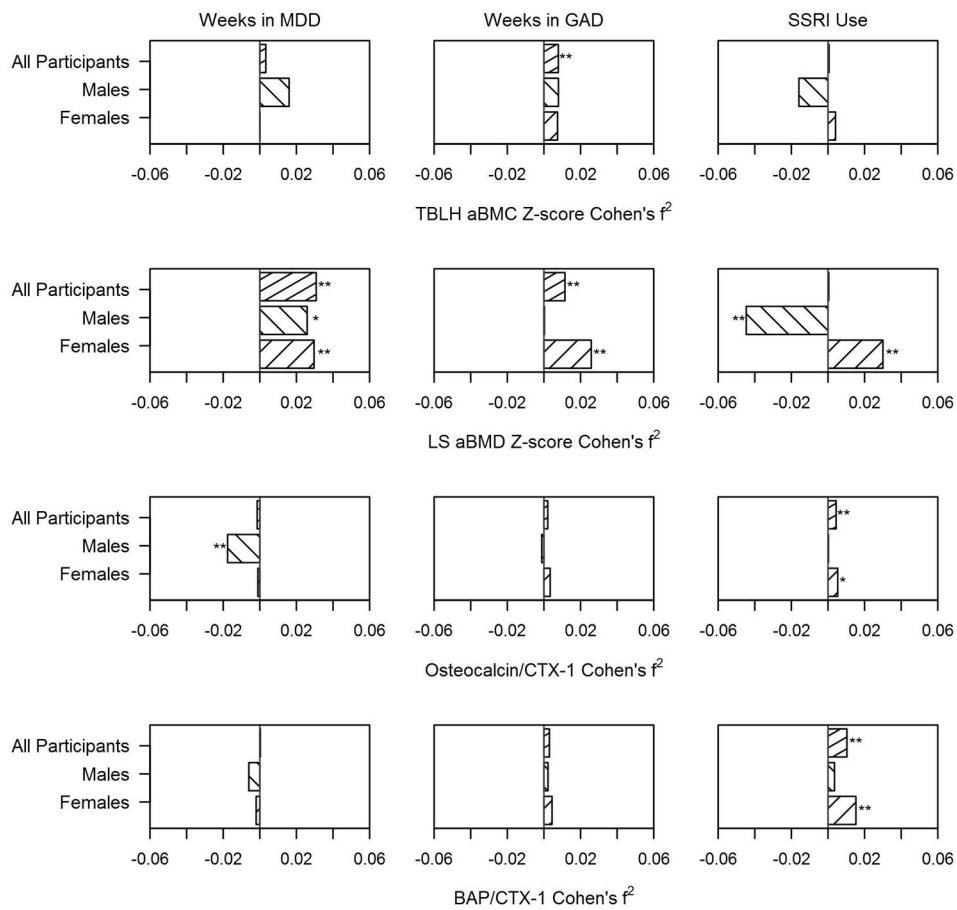 Weeks in MDD Weeks in GAD SSRI Use
All Participants **
Males
Females
-0.06 -0.02 0.02 0.06 -0.06 -0.02 0.02 0.06 -0.06 -0.02 0.02 0.06
TBLH aBMC Z-score Cohen's f²
All Participants ** **
Males * **
Females ** ** **
-0.06 -0.02 0.02 0.06 -0.06 -0.02 0.02 0.06 -0.06 -0.02 0.02 0.06
LS aBMD Z-score Cohen's f²
All Participants **
Males **
Females *
-0.06 -0.02 0.02 0.06 -0.06 -0.02 0.02 0.06 -0.06 -0.02 0.02 0.06
Osteocalcin/CTX-1 Cohen's f²
All Participants **
Males
Females **
-0.06 -0.02 0.02 0.06 -0.06 -0.02 0.02 0.06 -0.06 -0.02 0.02 0.06
BAP/CTX-1 Cohen's f²